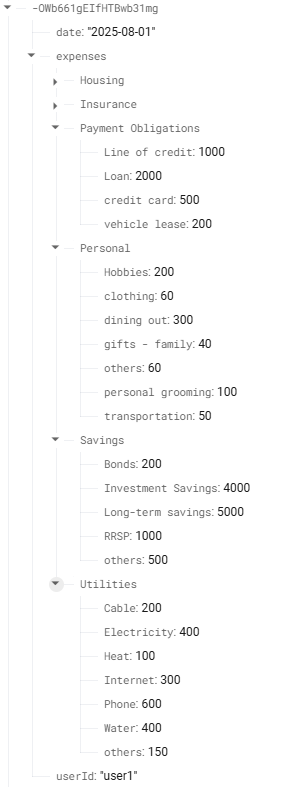 -OWb661gEIfHTBwb31mg
date: "2025-08-01"
expenses
Housing
Insurance
Payment Obligations
Line of credit: 1000
Loan: 2000
credit card: 500
vehicle lease: 200
Personal
Hobbies: 200
clothing: 60
dining out: 300
gifts - family: 40
others: 60
personal grooming: 100
transportation: 50
Savings
Bonds: 200
Investment Savings: 4000
Long-term savings: 5000
RRSP: 1000
others: 500
Utilities
Cable: 200
Electricity: 400
Heat: 100
Internet: 300
Phone: 600
Water: 400
others: 150
userId: "user1"